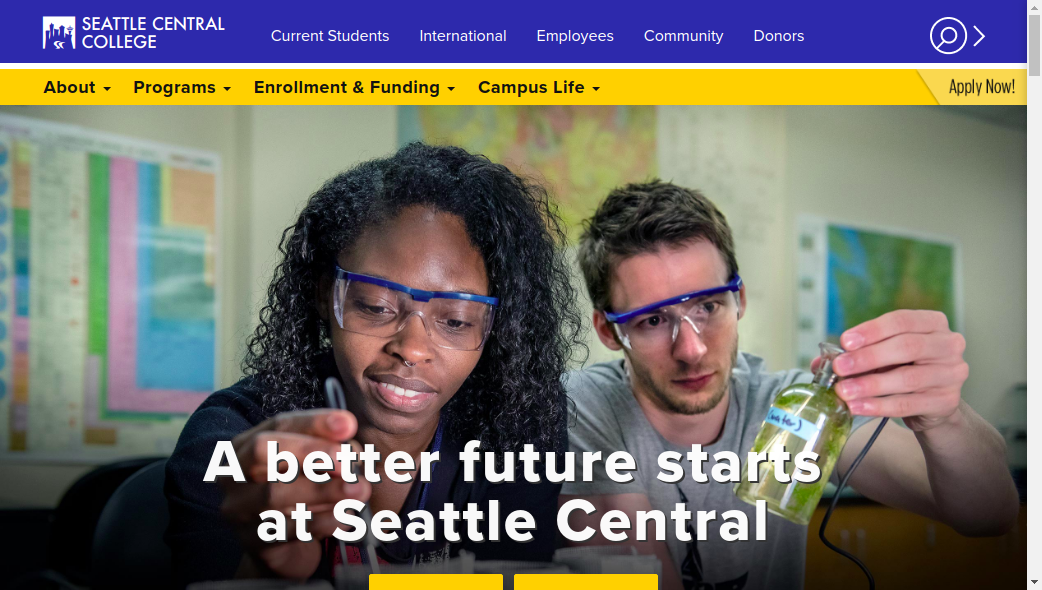 SEATTLE CENTRAL
COLLEGE
Current Students
International
Employees
Community
Donors
About
Programs
Enrollment & Funding
Campus Life
Apply Now!
(water)
A better future starts
at Seattle Central